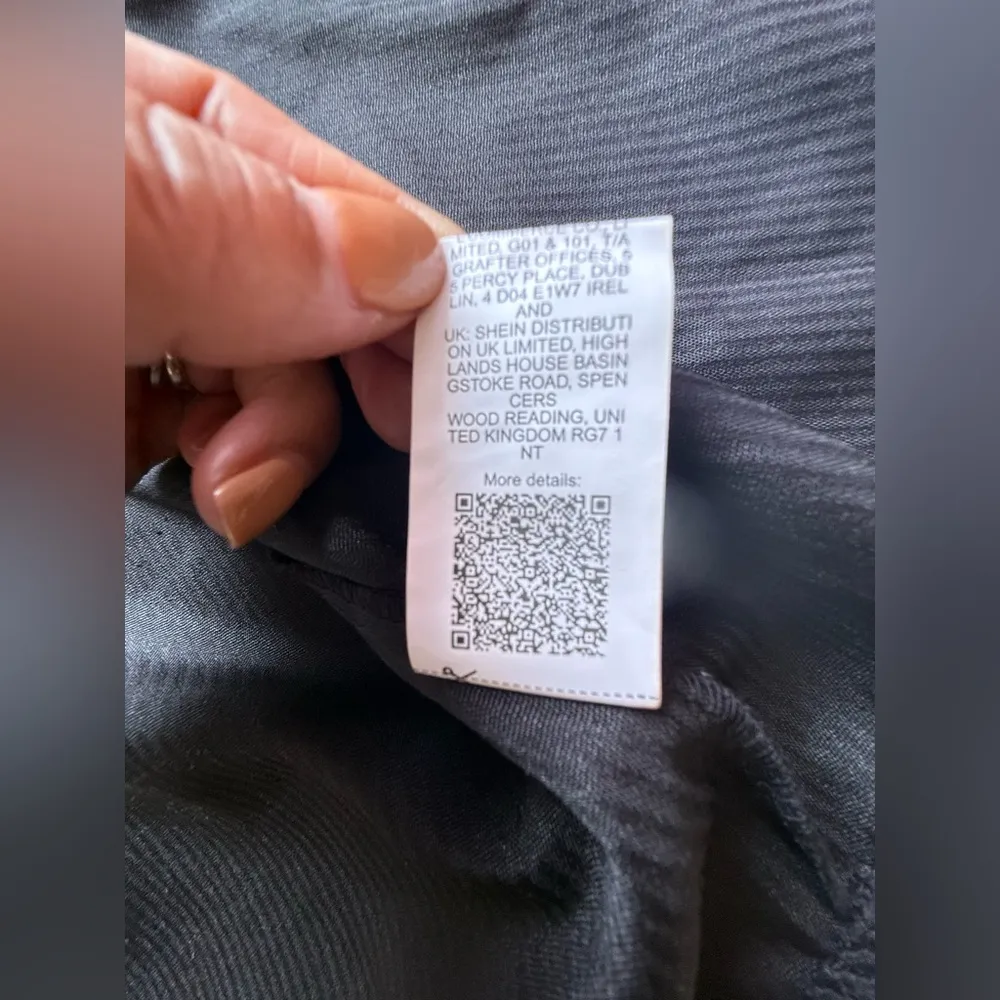 MITED, G01 & 101, T/A
GRAFTER OFFICES, 5
5 PERCY PLACE, DUB
LIN, 4 D04 E1W7 IREL
AND
UK: SHEIN DISTRIBUTI
ON UK LIMITED, HIGH
LANDS HOUSE BASIN
GSTOKE ROAD, SPEN
CERS
WOOD READING, UNI
TED KINGDOM RG7 1
NT
More details: